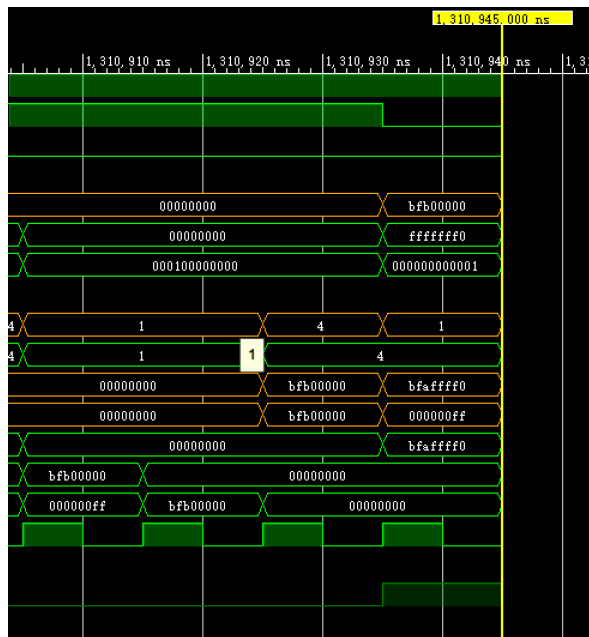 1,310,945.000 ns
1,310,910 ns 1,310,920 ns 1,310,930 ns 1,310,940 ns 1,3
00000000 bfb00000
00000000 fffffff0
000100000000 000000000001
4 1 4 1
4 1 1 4
00000000 bfb00000 bfaffff0
00000000 bfb00000 000000ff
00000000 bfaffff0
bfb00000 00000000
000000ff bfb00000 00000000